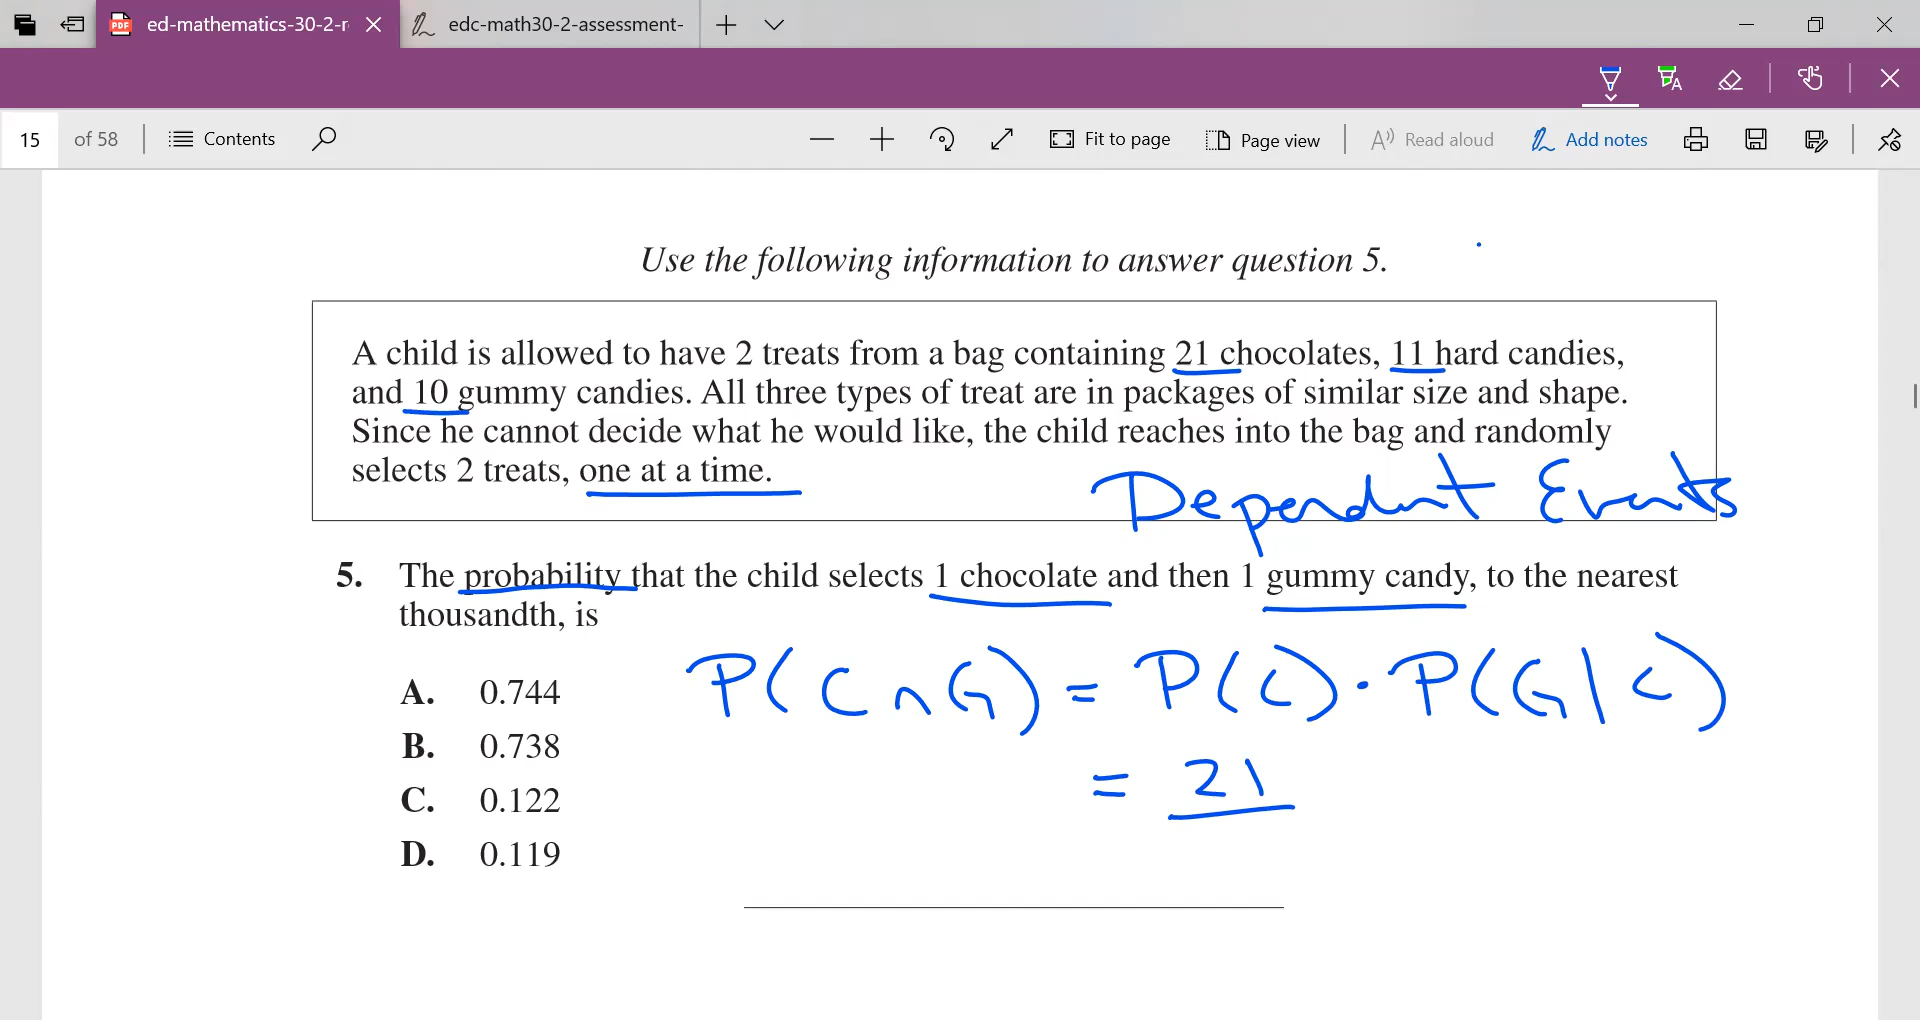 ed-mathematics-30-2-r
edc-math30-2-assessment-
15 of 58 Contents Fit to page Page view Read aloud Add notes
Use the following information to answer question 5.
A child is allowed to have 2 treats from a bag containing 21 chocolates, 11 hard candies,
and 10 gummy candies. All three types of treat are in packages of similar size and shape.
Since he cannot decide what he would like, the child reaches into the bag and randomly
selects 2 treats, one at a time.
Dependent Events
5. The probability that the child selects 1 chocolate and then 1 gummy candy, to the nearest
thousandth, is
P(C∩G) = P(C)·P(G|C)
= 21
A. 0.744
B. 0.738
C. 0.122
D. 0.119